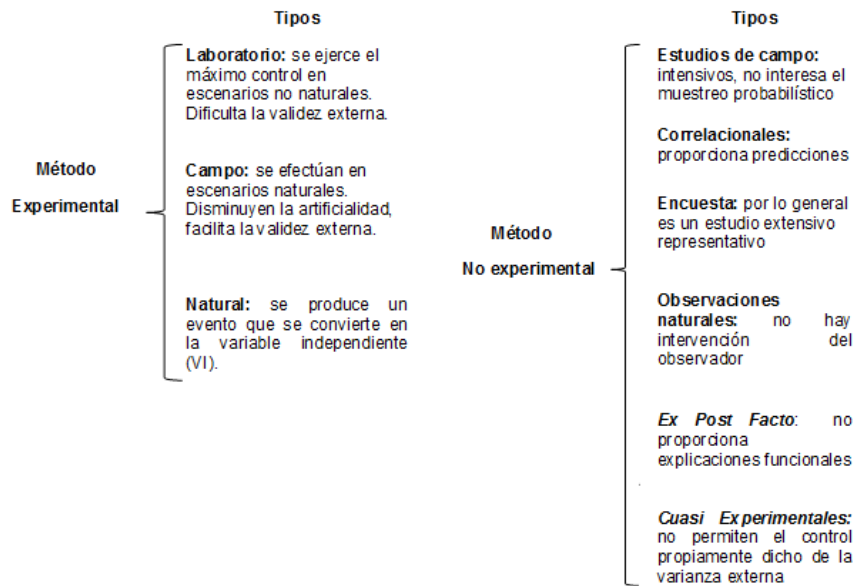 Tipos
Laboratorio: se ejerce el
máximo control en
escenarios no naturales.
Dificulta la validez externa.
Método
Experimental
Campo: se efectúan en
escenarios naturales.
Disminuyen la artificialidad,
facilita la validez externa.
Natural: se produce un
evento que se convierte en
la variable independiente
(VI).
Tipos
Estudios de campo:
intensivos, no interesa el
muestreo probabilístico
Correlacionales:
proporciona predicciones
Encuesta: por lo general
es un estudio extensivo
representativo
Método
No experimental
Observaciones
naturales: no hay
intervención del
observador
Ex Post Facto: no
proporciona
explicaciones funcionales
Cuasi Experimentales:
no permiten el control
propiamente dicho de la
varianza externa